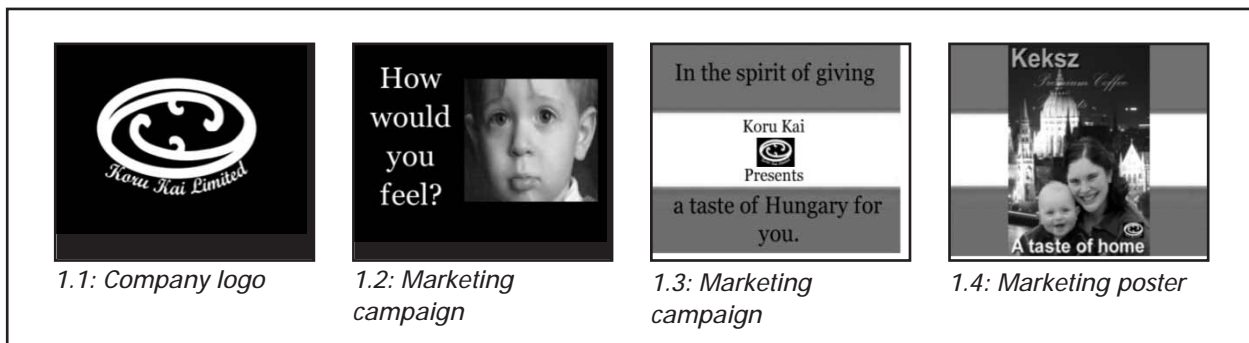 Koru Kai Limited
1.1: Company logo
How
would
you
feel?
1.2: Marketing
campaign
In the spirit of giving
Koru Kai
Presents
a taste of Hungary for
you.
1.3: Marketing
campaign
Keksz
Premium Coffee
A taste of home
1.4: Marketing poster